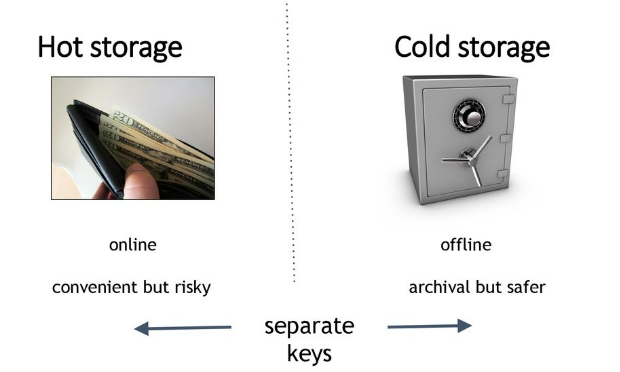 Hot storage
Cold storage
online
offline
convenient but risky
archival but safer
separate
keys